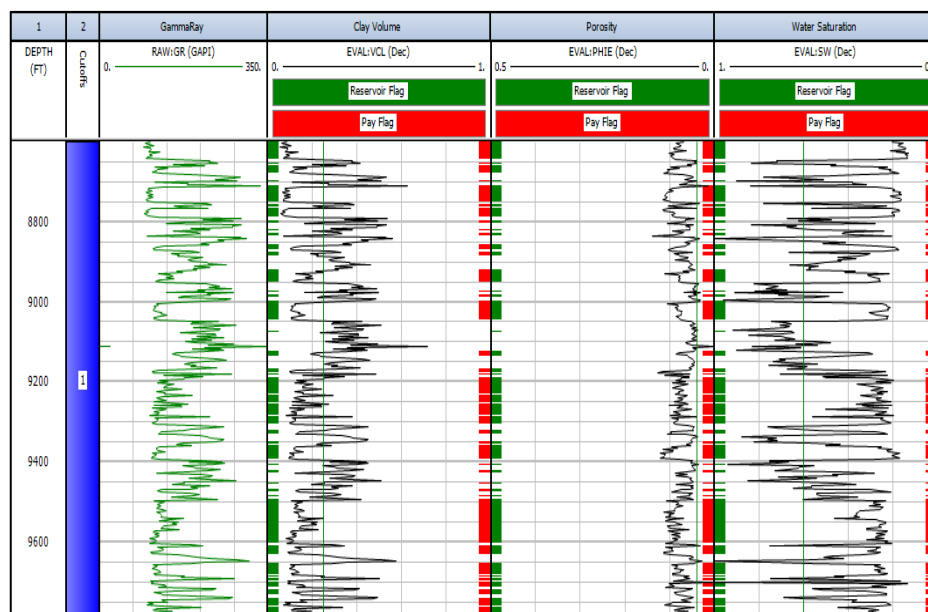 1 2 GammaRay Clay Volume Porosity Water Saturation
DEPTH (FT) Cutoffs RAW:GR (GAPI) EVAL:VCL (Dec) EVAL:PHIE (Dec) EVAL:SW (Dec)
0. 350. 0. 1. 0.5 0. 1. 0
Reservoir Flag Reservoir Flag Reservoir Flag
Pay Flag Pay Flag Pay Flag
8800
9000
9200
1
9400
9600